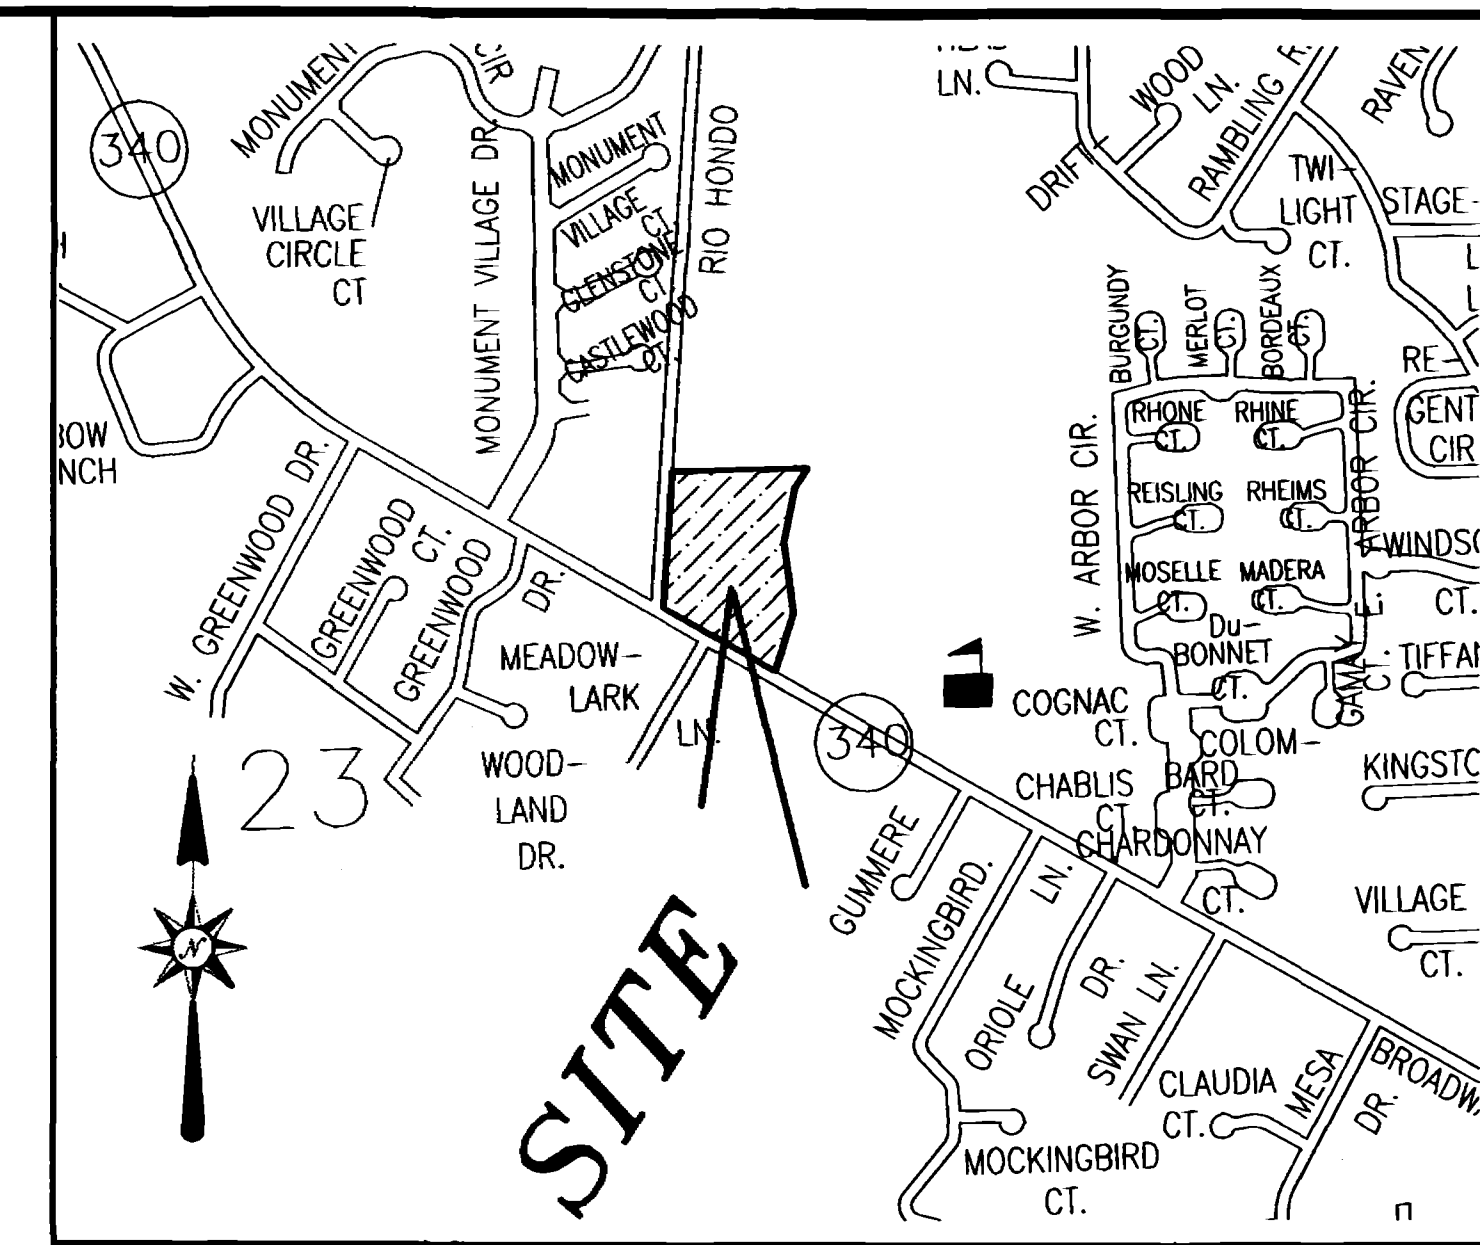 MONUMENT
CIR
LN.
WOOD
LN.
RAMBLING R.
RAVEN
340
MONUMENT
VILLAGE
CT.
RIO HONDO
DRIFT
TWI-
LIGHT
CT.
STAGE-
VILLAGE
CIRCLE
CT
MONUMENT VILLAGE DR.
GLENSTONE
CT.
CASTLEWOOD
CT.
BURGUNDY
CT.
MERLOT
CT.
BORDEAUX
CT.
RE-
GENT
CIR
RHONE
CT.
RHINE
CT.
W. ARBOR CIR.
E. ARBOR CIR.
REISLING
CT.
RHEIMS
CT.
MOSELLE
CT.
MADERA
CT.
WINDSO
CT.
Du-
BONNET
CT.
GAMAY
CT.
TIFFAN
NCH
W. GREENWOOD DR.
GREENWOOD
CT.
GREENWOOD
DR.
MEADOW-
LARK
LN.
WOOD-
LAND
DR.
23
340
COGNAC
CT.
COLOM-
BARD
CT.
CHABLIS
CT.
CHARDONNAY
CT.
KINGSTO
VILLAGE
CT.
GUMMERE
MOCKINGBIRD.
LN.
ORIOLE
DR.
SWAN LN.
N
SITE
CLAUDIA
CT.
MESA
DR.
BROADWA
MOCKINGBIRD
CT.